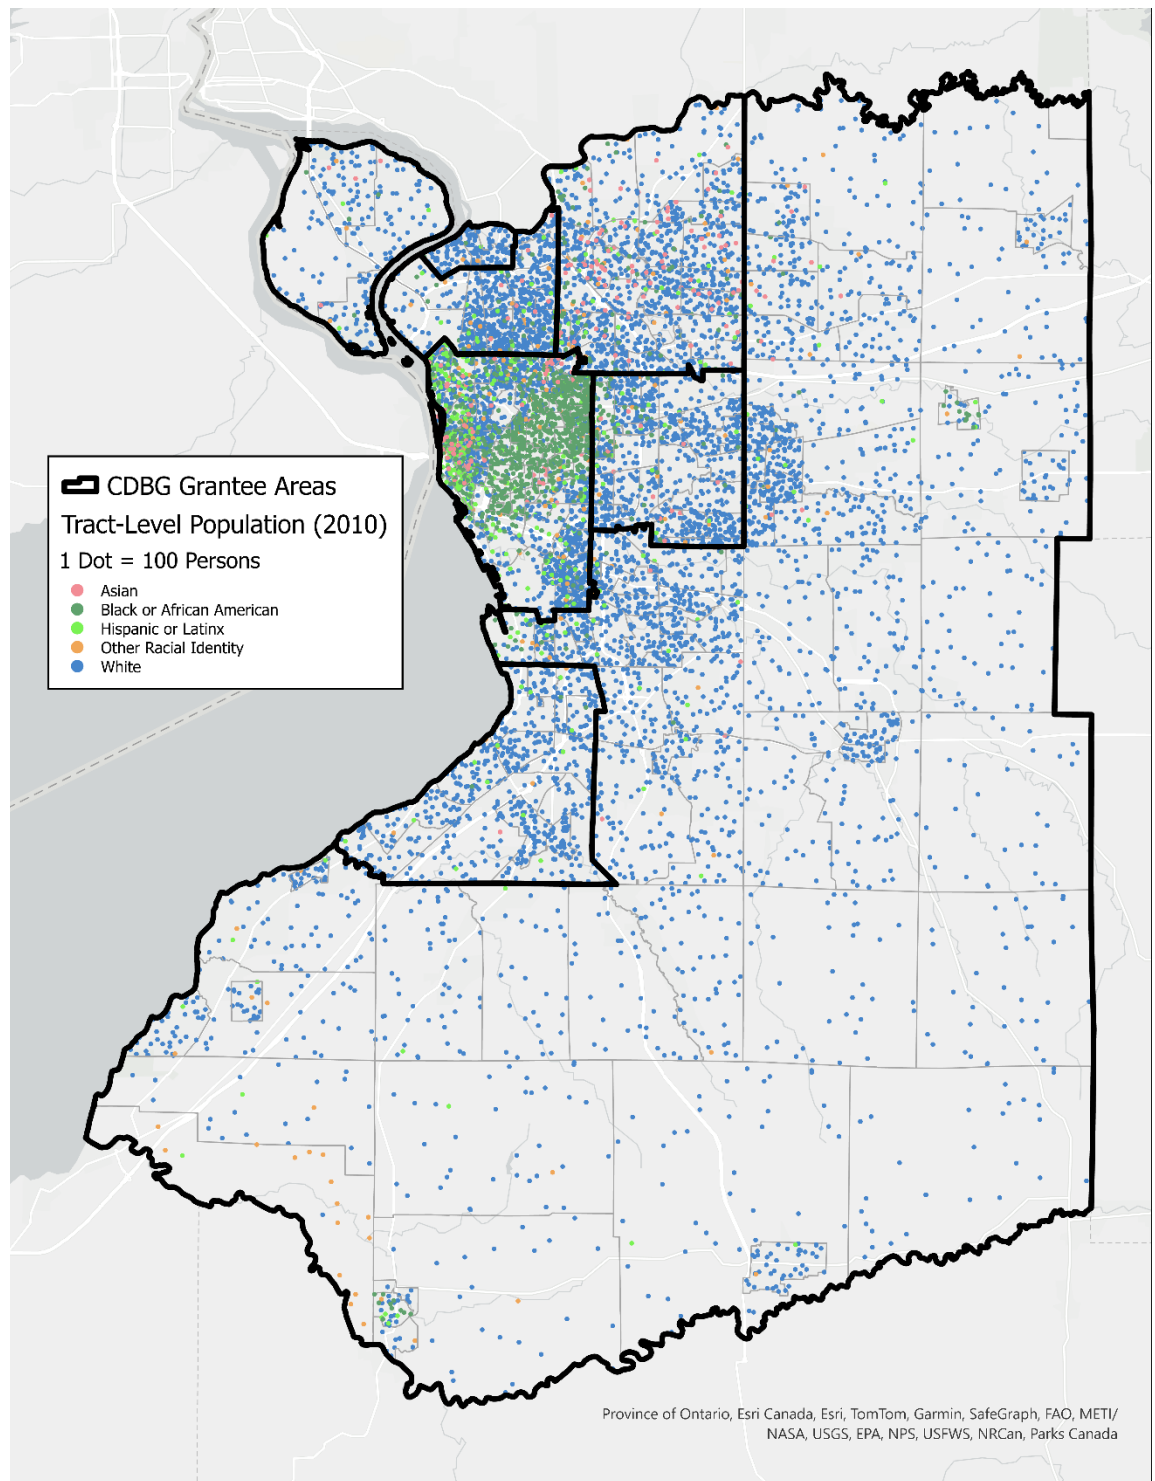 CDBG Grantee Areas
Tract-Level Population (2010)
1 Dot = 100 Persons
Asian
Black or African American
Hispanic or Latinx
Other Racial Identity
White
Province of Ontario, Esri Canada, Esri, TomTom, Garmin, SafeGraph, FAO, METI/
NASA, USGS, EPA, NPS, USFWS, NRCan, Parks Canada